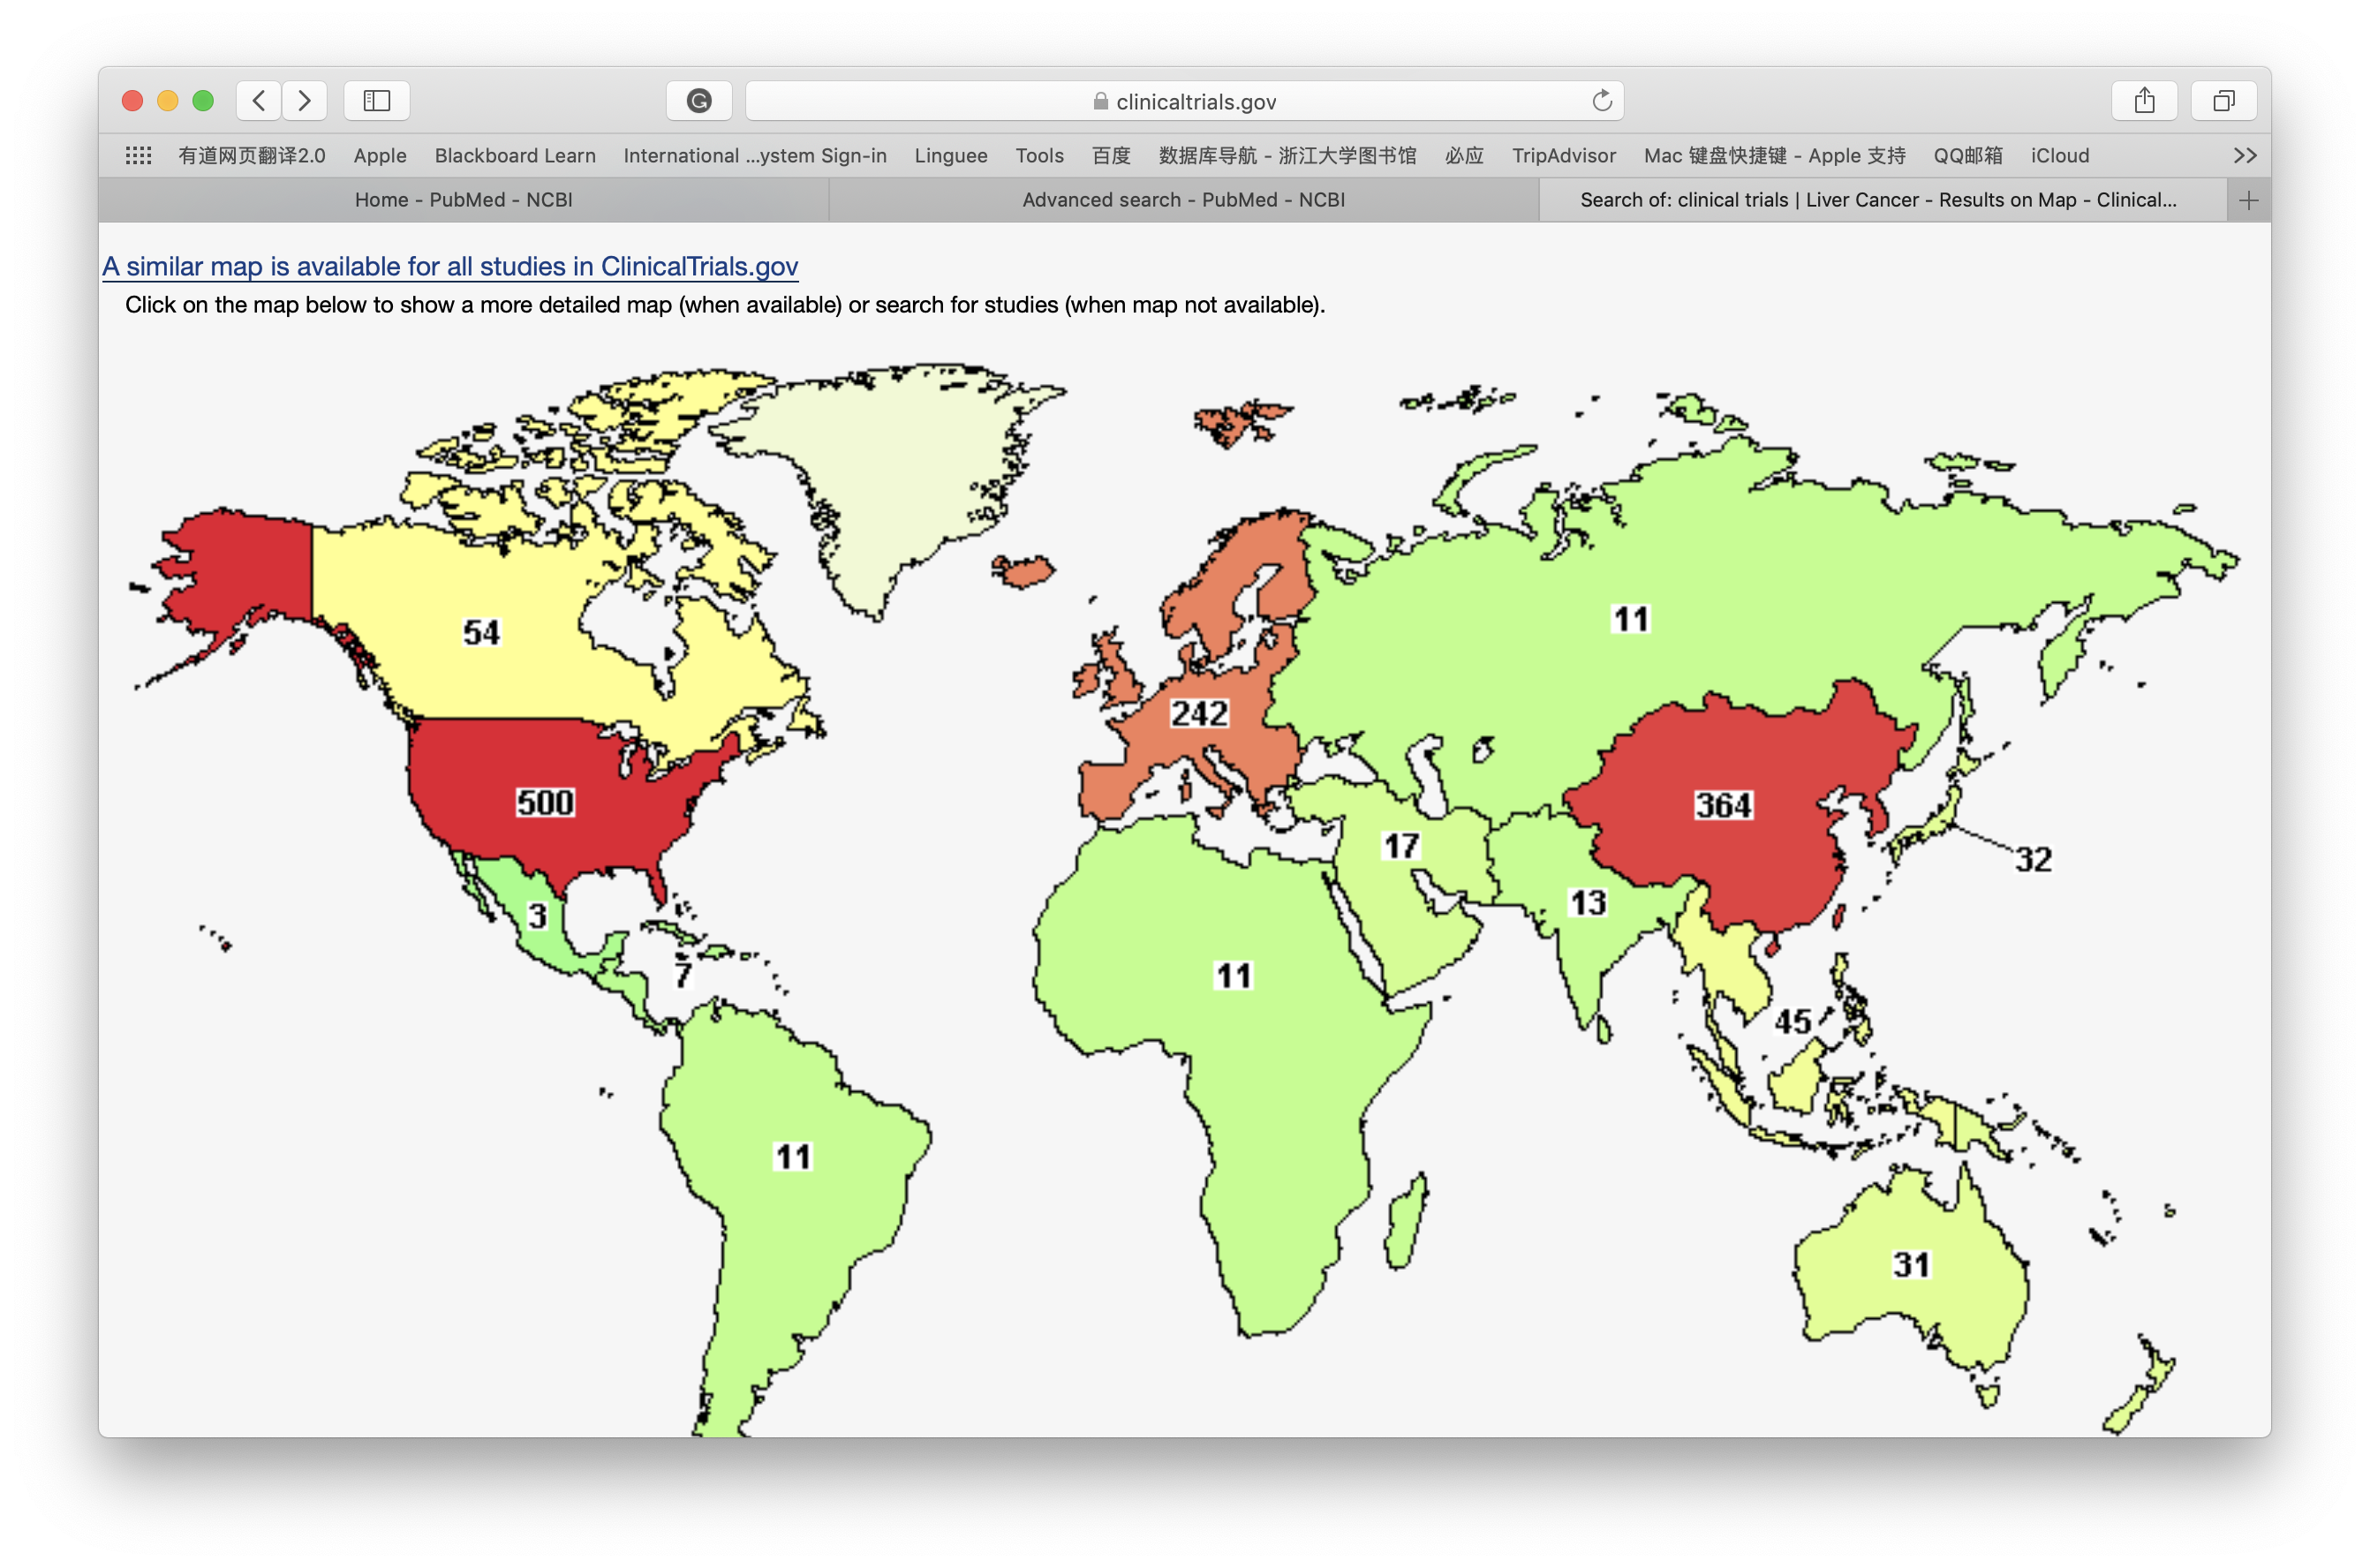 clinicaltrials.gov
有道网页翻译2.0 Apple Blackboard Learn International ...ystem Sign-in Linguee Tools 百度 数据库导航 - 浙江大学图书馆 必应 TripAdvisor Mac 键盘快捷键 - Apple 支持 QQ邮箱 iCloud
Home - PubMed - NCBI Advanced search - PubMed - NCBI Search of: clinical trials | Liver Cancer - Results on Map - Clinical...
A similar map is available for all studies in ClinicalTrials.gov
Click on the map below to show a more detailed map (when available) or search for studies (when map not available).
11
54
242
500
364
17
32
13
3
7
11
45
11
31